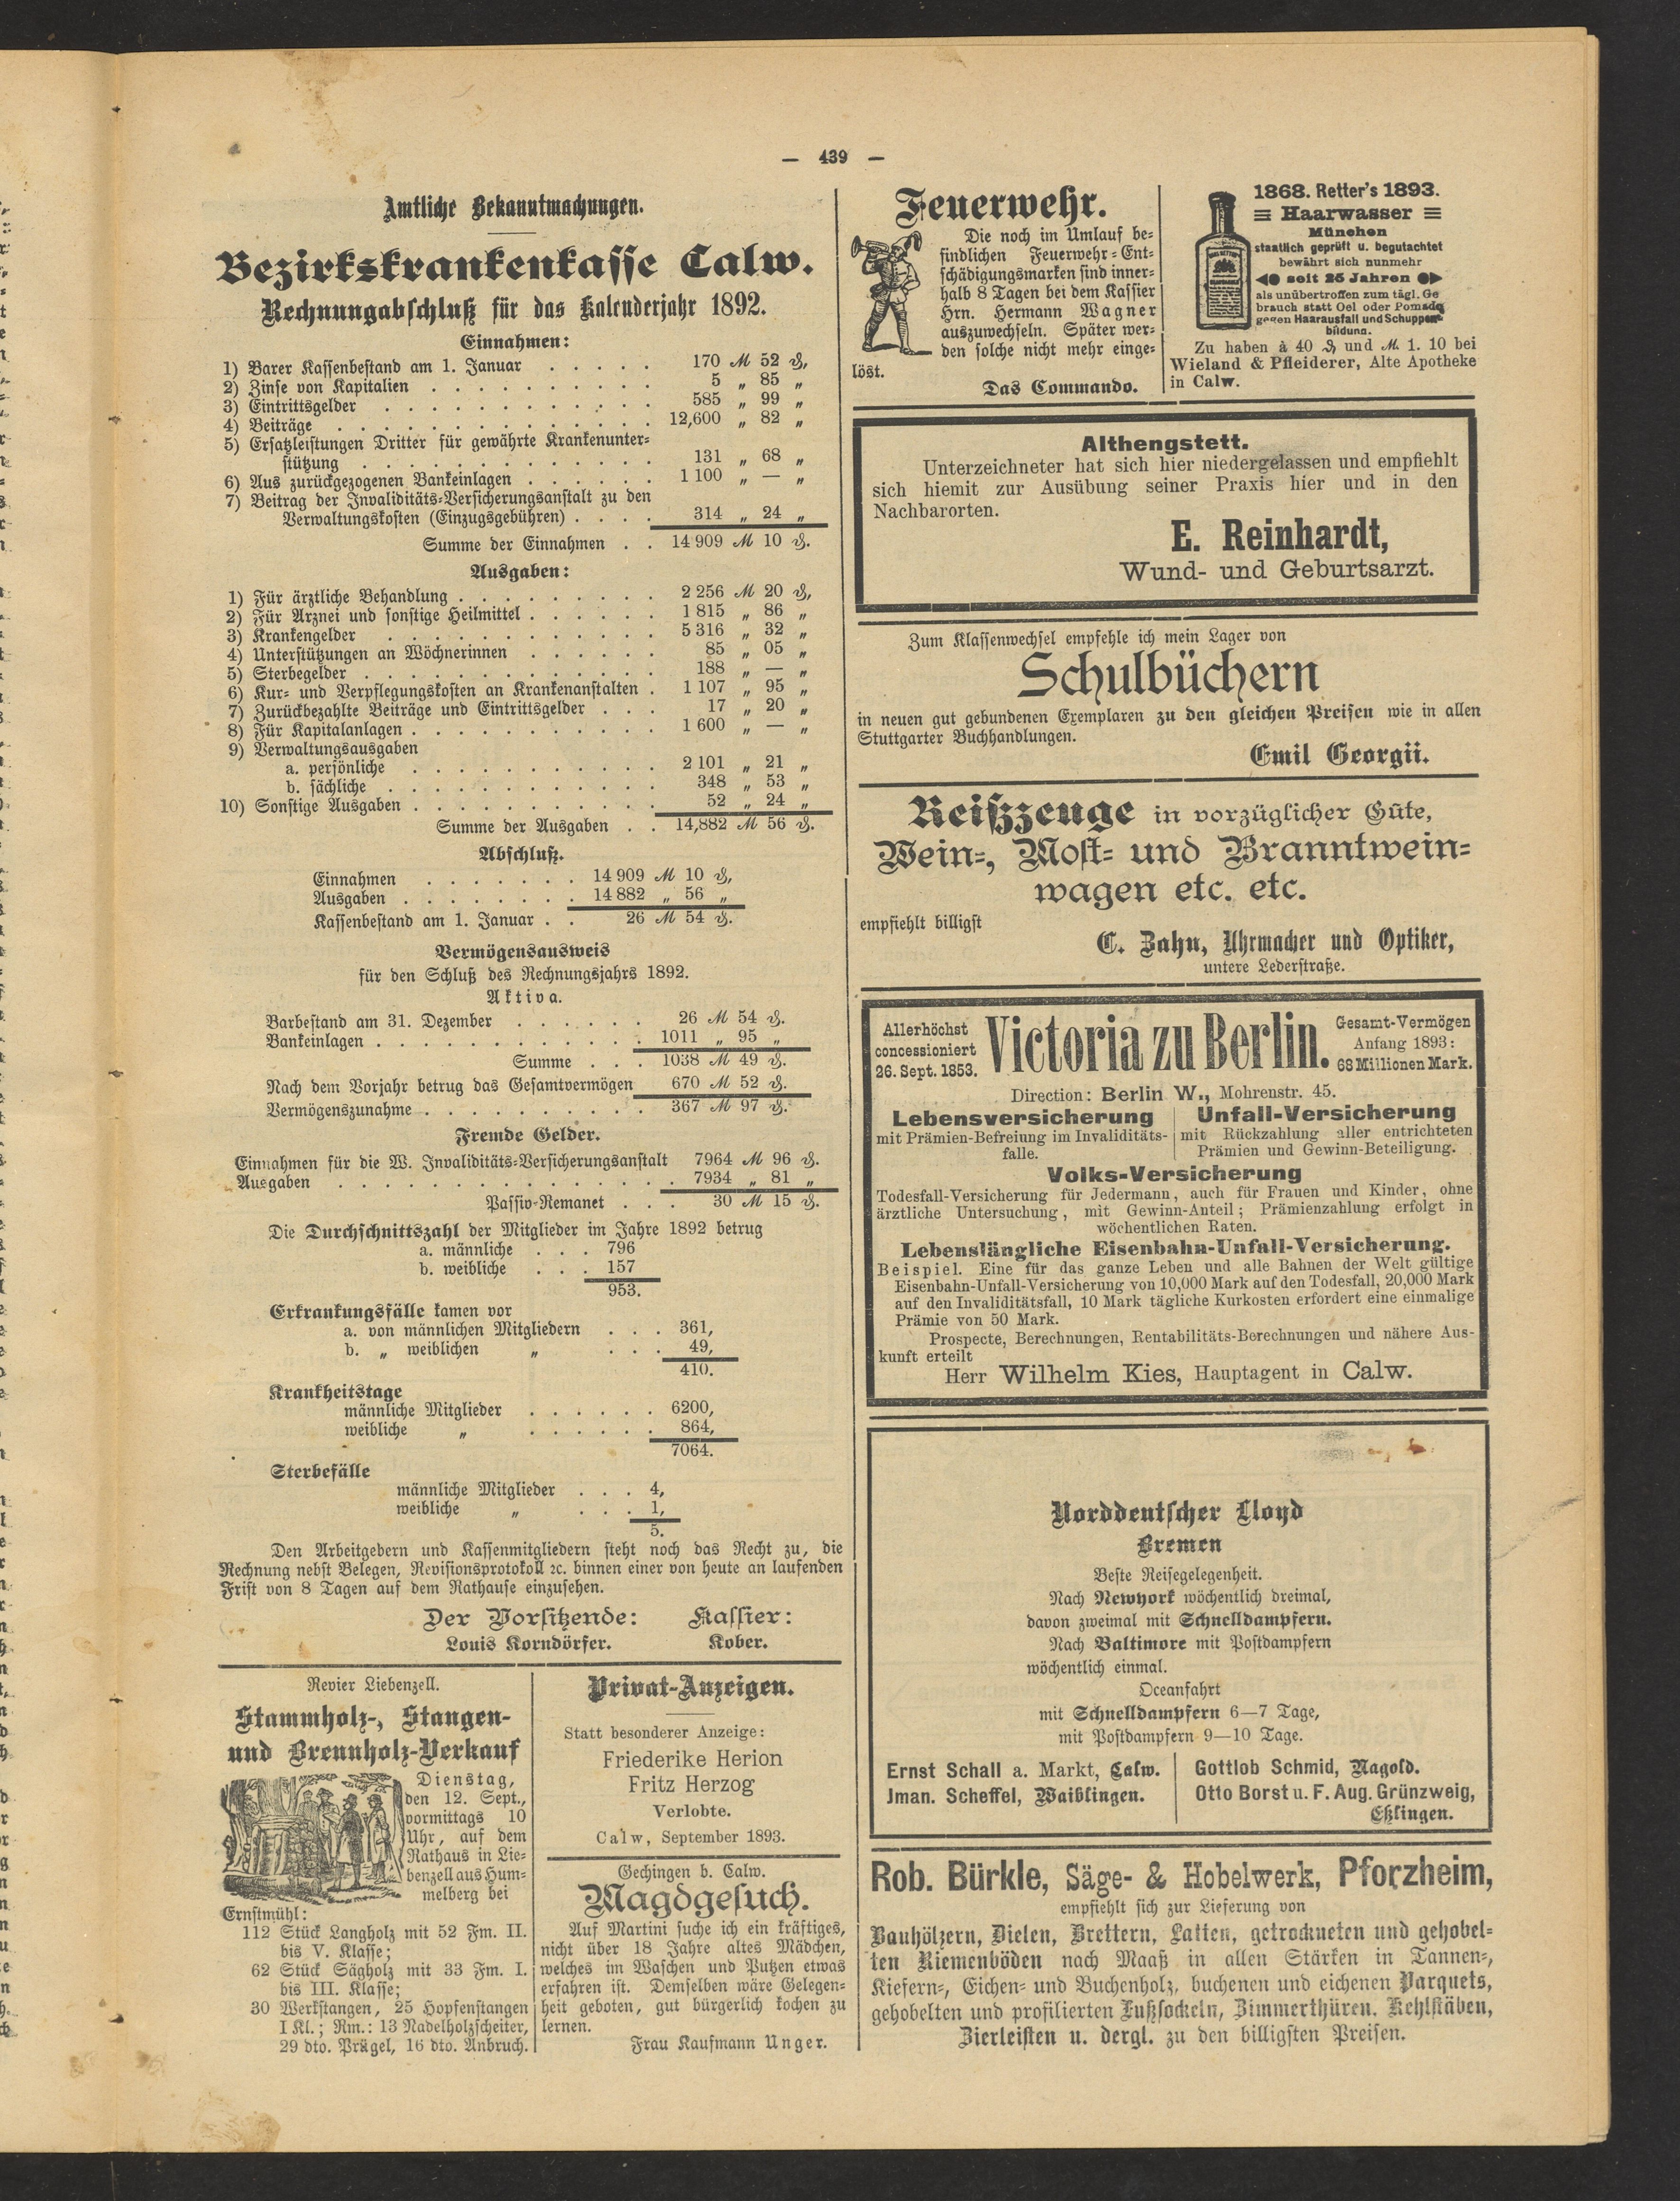 — 439 —
Amtliche Bekanntmachungen.
Bezirkskrankenkasse Calw.
Rechnungabschluß für das Kalenderjahr 1892.
Einnahmen:
1) Barer Kassenbestand am 1. Januar . . . . . 170 ℳ 52 ₰,
2) Zinse von Kapitalien . . . . . . . . . . 5 „ 85 „
3) Eintrittsgelder . . . . . . . . . . . . 585 „ 99 „
4) Beiträge . . . . . . . . . . . . . . 12,600 „ 82 „
5) Ersatzleistungen Dritter für gewährte Krankenunter=
stützung . . . . . . . . . . . . . 131 „ 68 „
6) Aus zurückgezogenen Bankeinlagen . . . . . . 1 100 „ — „
7) Beitrag der Invaliditäts=Versicherungsanstalt zu den
Verwaltungskosten (Einzugsgebühren) . . . . 314 „ 24 „
Summe der Einnahmen . . 14 909 ℳ 10 ₰.
Ausgaben:
1) Für ärztliche Behandlung . . . . . . . . . 2 256 ℳ 20 ₰,
2) Für Arznei und sonstige Heilmittel . . . . . . 1 815 „ 86 „
3) Krankengelder . . . . . . . . . . . . 5 316 „ 32 „
4) Unterstützungen an Wöchnerinnen . . . . . . 85 „ 05 „
5) Sterbegelder . . . . . . . . . . . . . 188 „ — „
6) Kur= und Verpflegungskosten an Krankenanstalten . 1 107 „ 95 „
7) Zurückbezahlte Beiträge und Eintrittsgelder . . . 17 „ 20 „
8) Für Kapitalanlagen . . . . . . . . . . . 1 600 „ — „
9) Verwaltungsausgaben
a. persönliche . . . . . . . . . . . 2 101 „ 21 „
b. sächliche . . . . . . . . . . . . 348 „ 53 „
10) Sonstige Ausgaben . . . . . . . . . . . 52 „ 24 „
Summe der Ausgaben . . 14,882 ℳ 56 ₰.
Abschluß.
Einnahmen . . . . . . . 14 909 ℳ 10 ₰,
Ausgaben . . . . . . . . 14 882 „ 56 „
Kassenbestand am 1. Januar . . 26 ℳ 54 ₰.
Vermögensausweis
für den Schluß des Rechnungsjahrs 1892.
Aktiva.
Barbestand am 31. Dezember . . . . . . 26 ℳ 54 ₰.
Bankeinlagen . . . . . . . . . . . . 1011 „ 95 „
Summe . . . 1038 ℳ 49 ₰.
Nach dem Vorjahr betrug das Gesamtvermögen 670 ℳ 52 ₰.
Vermögenszunahme . . . . . . . . . . 367 ℳ 97 ₰.
Fremde Gelder.
Einnahmen für die W. Invaliditäts=Versicherungsanstalt 7964 ℳ 96 ₰.
Ausgaben . . . . . . . . . . . . . . . 7934 „ 81 „
Passiv=Remanet . . . 30 ℳ 15 ₰.
Die Durchschnittszahl der Mitglieder im Jahre 1892 betrug
a. männliche . . . 796
b. weibliche . . . 157
953.
Erkrankungsfälle kamen vor
a. von männlichen Mitgliedern . . . 361,
b. „ weiblichen „ . . . 49,
410.
Krankheitstage
männliche Mitglieder . . . . . . 6200,
weibliche „ . . . . . . 864,
7064.
Sterbefälle
männliche Mitglieder . . . 4,
weibliche „ . . . 1,
5.
Den Arbeitgebern und Kassenmitgliedern steht noch das Recht zu, die
Rechnung nebst Belegen, Revisionsprotokoll ꝛc. binnen einer von heute an laufenden
Frist von 8 Tagen auf dem Rathause einzusehen.
Der Vorsitzende: Kassier:
Louis Korndörfer. Kober.
Revier Liebenzell.
Stammholz-, Stangen-
und Brennholz-Verkauf
Dienstag,
den 12. Sept.,
vormittags 10
Uhr, auf dem
Rathaus in Lie=
benzell aus Hum=
melberg bei
Ernstmühl:
112 Stück Langholz mit 52 Fm. II.
bis V. Klasse;
62 Stück Sägholz mit 33 Fm. I.
bis III. Klasse;
30 Werkstangen, 25 Hopfenstangen
I Kl.; Rm.: 13 Nadelholzscheiter,
29 dto. Prügel, 16 dto. Anbruch.
Privat-Anzeigen.
Statt besonderer Anzeige:
Friederike Herion
Fritz Herzog
Verlobte.
Calw, September 1893.
Gechingen b. Calw.
Magdgesuch.
Auf Martini suche ich ein kräftiges,
nicht über 18 Jahre altes Mädchen,
welches im Waschen und Putzen etwas
erfahren ist. Demselben wäre Gelegen=
heit geboten, gut bürgerlich kochen zu
lernen.
Frau Kaufmann Unger.
Feuerwehr.
Die noch im Umlauf be=
findlichen Feuerwehr=Ent=
schädigungsmarken sind inner=
halb 8 Tagen bei dem Kassier
Hrn. Hermann Wagner
auszuwechseln. Später wer=
den solche nicht mehr einge=
löst.
Das Commando.
1868. Retter's 1893.
Haarwasser
München
staatlich geprüft u. begutachtet
bewährt sich nunmehr
seit 25 Jahren
als unübertroffen zum tägl. Ge
brauch statt Oel oder Pomade
gegen Haarausfall und Schuppen-
bildung.
Zu haben à 40 ₰ und ℳ. 1. 10 bei
Wieland & Pfleiderer, Alte Apotheke
in Calw.
Althengstett.
Unterzeichneter hat sich hier niedergelassen und empfiehlt
sich hiemit zur Ausübung seiner Praxis hier und in den
Nachbarorten.
E. Reinhardt,
Wund- und Geburtsarzt.
Zum Klassenwechsel empfehle ich mein Lager von
Schulbüchern
in neuen gut gebundenen Exemplaren zu den gleichen Preisen wie in allen
Stuttgarter Buchhandlungen.
Emil Georgii.
Reißzeuge in vorzüglicher Güte,
Wein=, Most= und Branntwein=
wagen etc. etc.
empfiehlt billigst
C. Zahn, Uhrmacher und Optiker,
untere Lederstraße.
Allerhöchst
concessioniert
26. Sept. 1853.
Victoria zu Berlin.
Gesamt-Vermögen
Anfang 1893:
68 Millionen Mark.
Direction: Berlin W., Mohrenstr. 45.
Lebensversicherung
mit Prämien-Befreiung im Invaliditäts-
falle.
Unfall-Versicherung
mit Rückzahlung aller entrichteten
Prämien und Gewinn-Beteiligung.
Volks-Versicherung
Todesfall-Versicherung für Jedermann, auch für Frauen und Kinder, ohne
ärztliche Untersuchung, mit Gewinn-Anteil; Prämienzahlung erfolgt in
wöchentlichen Raten.
Lebenslängliche Eisenbahn-Unfall-Versicherung.
Beispiel. Eine für das ganze Leben und alle Bahnen der Welt gültige
Eisenbahn-Unfall-Versicherung von 10,000 Mark auf den Todesfall, 20,000 Mark
auf den Invaliditätsfall, 10 Mark tägliche Kurkosten erfordert eine einmalige
Prämie von 50 Mark.
Prospecte, Berechnungen, Rentabilitäts-Berechnungen und nähere Aus-
kunft erteilt
Herr Wilhelm Kies, Hauptagent in Calw.
Norddeutscher Lloyd
Bremen
Beste Reisegelegenheit.
Nach Newyork wöchentlich dreimal,
davon zweimal mit Schnelldampfern.
Nach Baltimore mit Postdampfern
wöchentlich einmal.
Oceanfahrt
mit Schnelldampfern 6—7 Tage,
mit Postdampfern 9—10 Tage.
Ernst Schall a. Markt, Calw.
Jman. Scheffel, Waiblingen.
Gottlob Schmid, Nagold.
Otto Borst u. F. Aug. Grünzweig,
Eßlingen.
Rob. Bürkle, Säge- & Hobelwerk, Pforzheim,
empfiehlt sich zur Lieferung von
Bauhölzern, Dielen, Brettern, Latten, getrockneten und gehobel=
ten Riemenböden nach Maaß in allen Stärken in Tannen=,
Kiefern=, Eichen= und Buchenholz, buchenen und eichenen Parquets,
gehobelten und profilierten Fußsockeln, Zimmerthüren, Kehlstäben,
Zierleisten u. dergl. zu den billigsten Preisen.